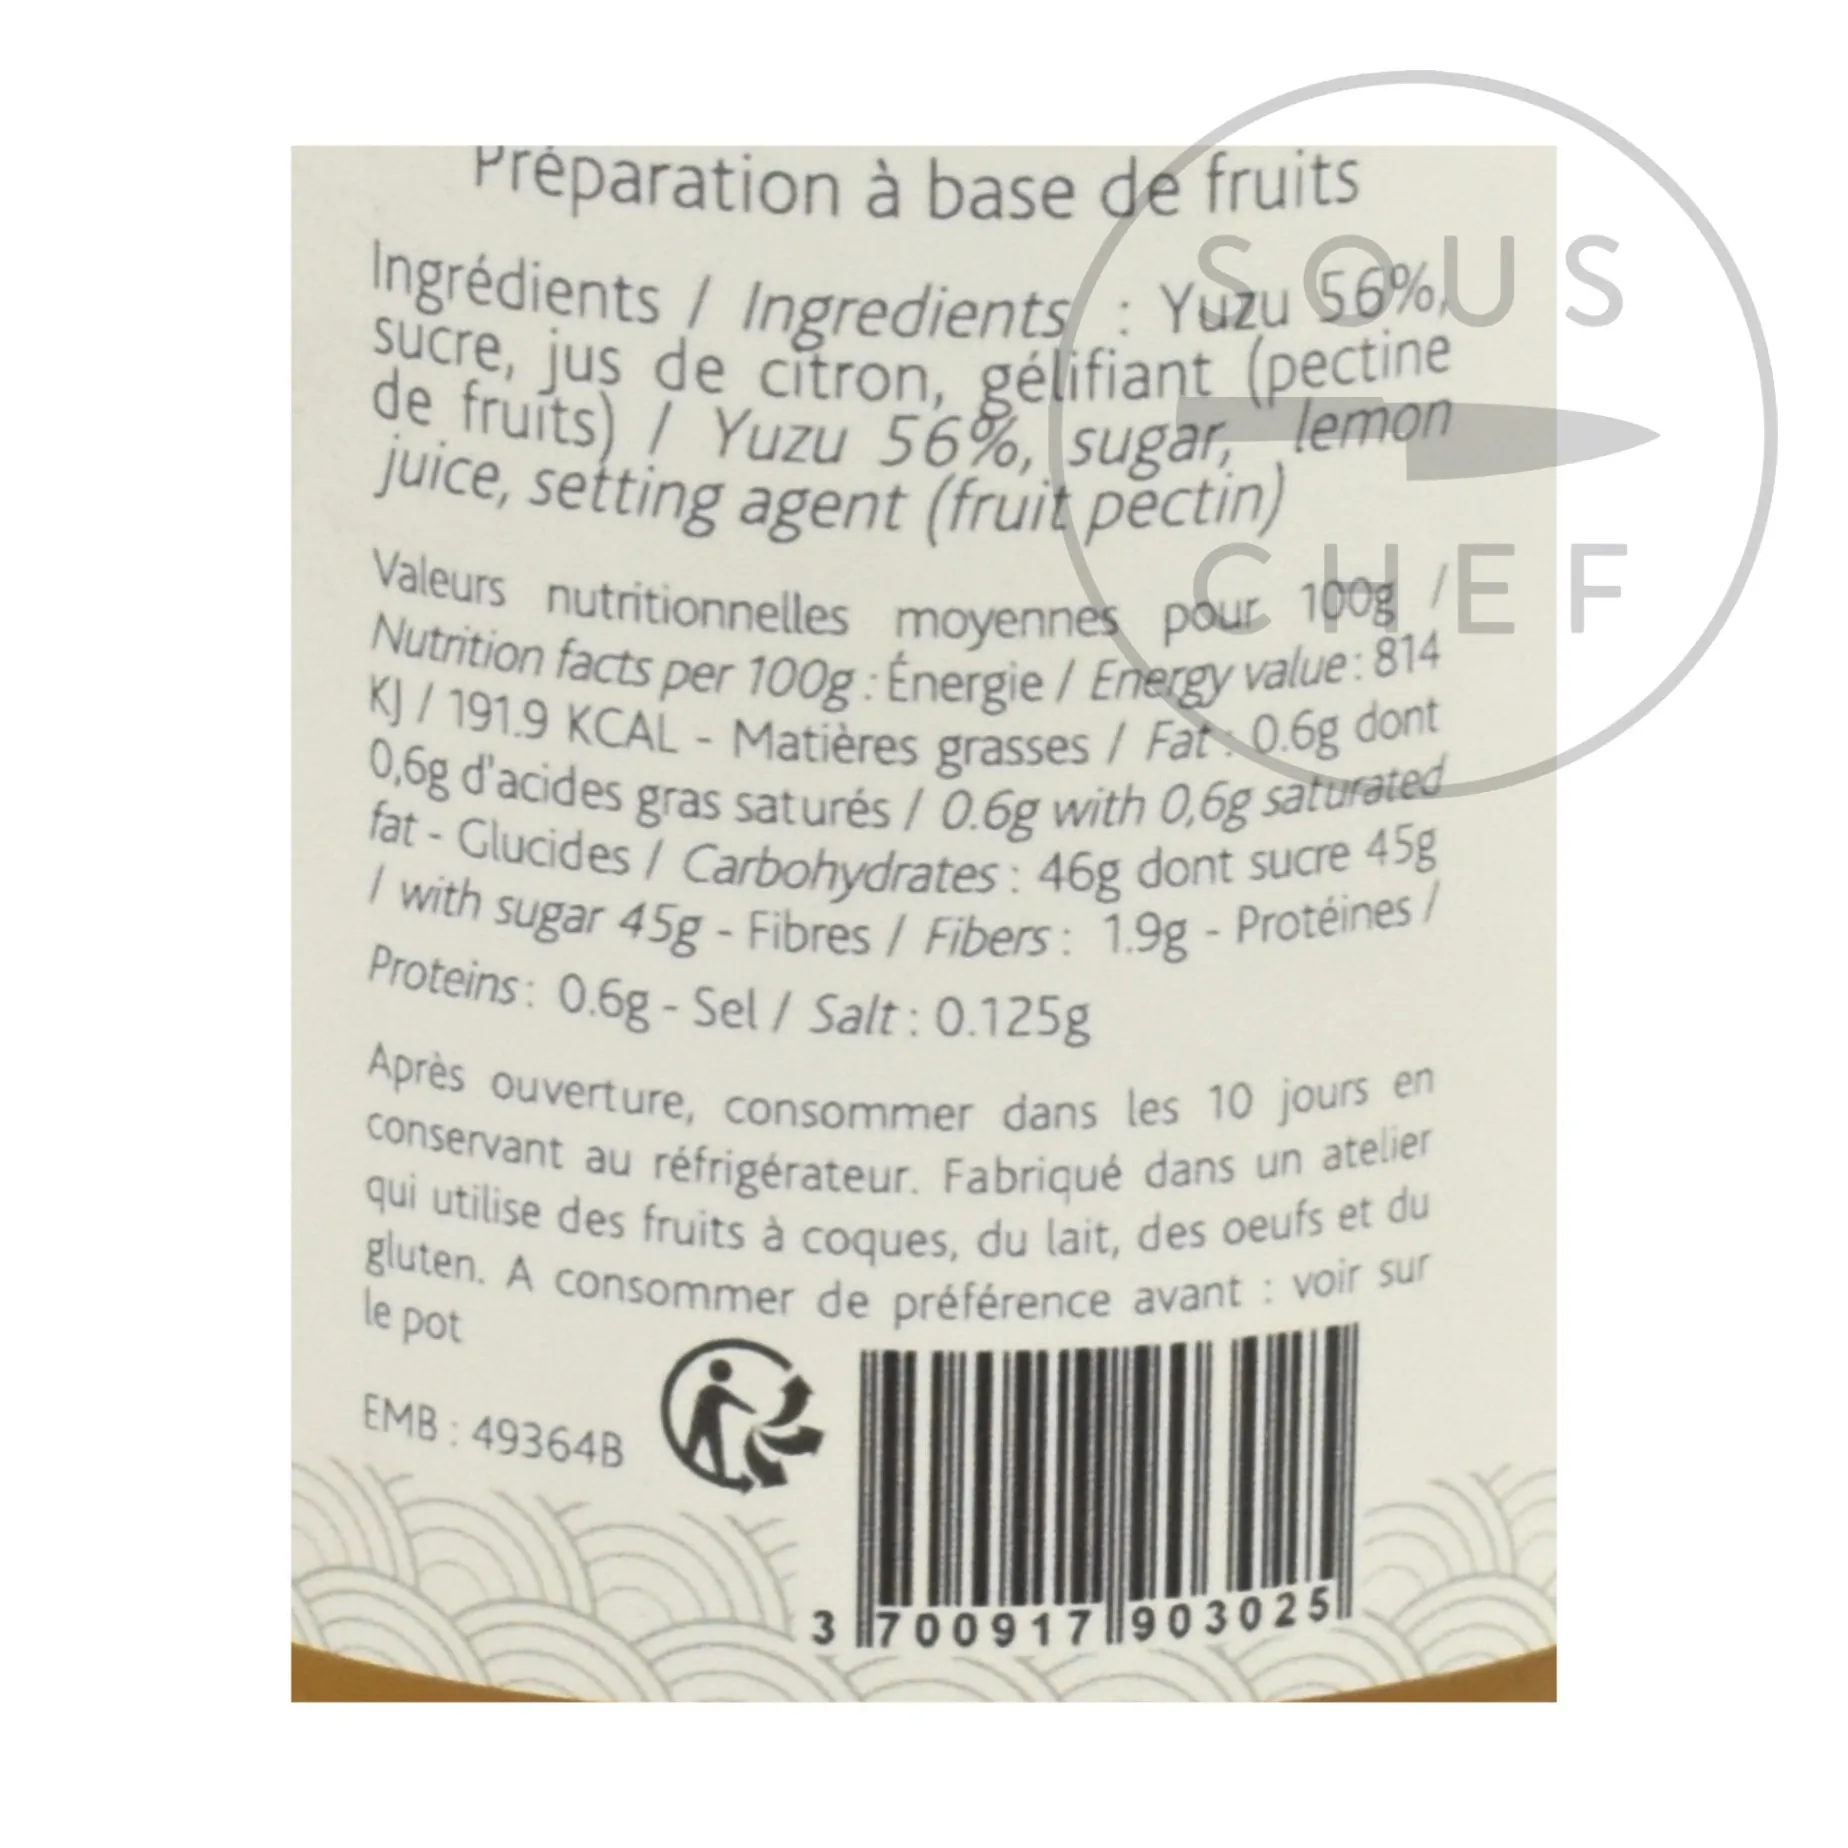 Préparation à base de fruits
Ingrédients / Ingredients : Yuzu 56%,
sucre, jus de citron, gélifiant (pectine
de fruits) / Yuzu 56%, sugar, lemon
juice, setting agent (fruit pectin)
Valeurs nutritionnelles moyennes pour 100g /
Nutrition facts per 100g : Énergie / Energy value : 814
KJ / 191.9 KCAL - Matières grasses / Fat : 0.6g dont
0,6g d'acides gras saturés / 0.6g with 0,6g saturated
fat - Glucides / Carbohydrates : 46g dont sucre 45g
/ with sugar 45g - Fibres / Fibers : 1.9g - Protéines /
Proteins : 0.6g - Sel / Salt : 0.125g
Après ouverture, consommer dans les 10 jours en
conservant au réfrigérateur. Fabriqué dans un atelier
qui utilise des fruits à coques, du lait, des oeufs et du
gluten. A consommer de préférence avant : voir sur
le pot
EMB : 49364B
3 700917 903025
SOUS
CHEF